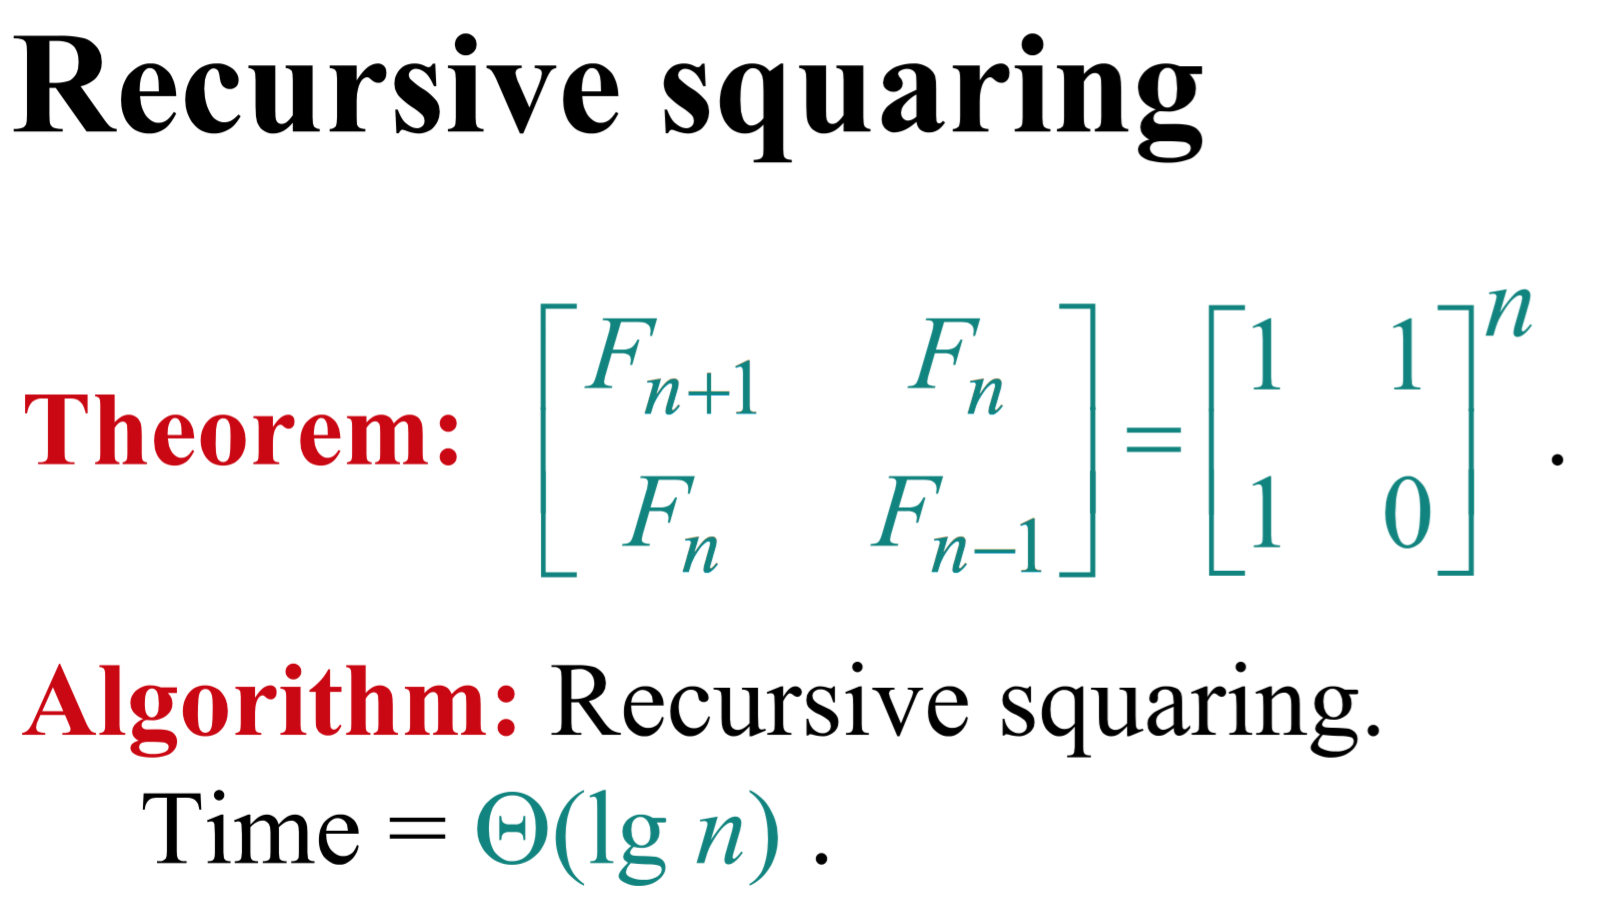 Recursive squaring
Theorem: $\begin{bmatrix} F_{n+1} & F_n \\ F_n & F_{n-1} \end{bmatrix} = \begin{bmatrix} 1 & 1 \\ 1 & 0 \end{bmatrix}^n .$
Algorithm: Recursive squaring.
Time = Θ(lg n) .